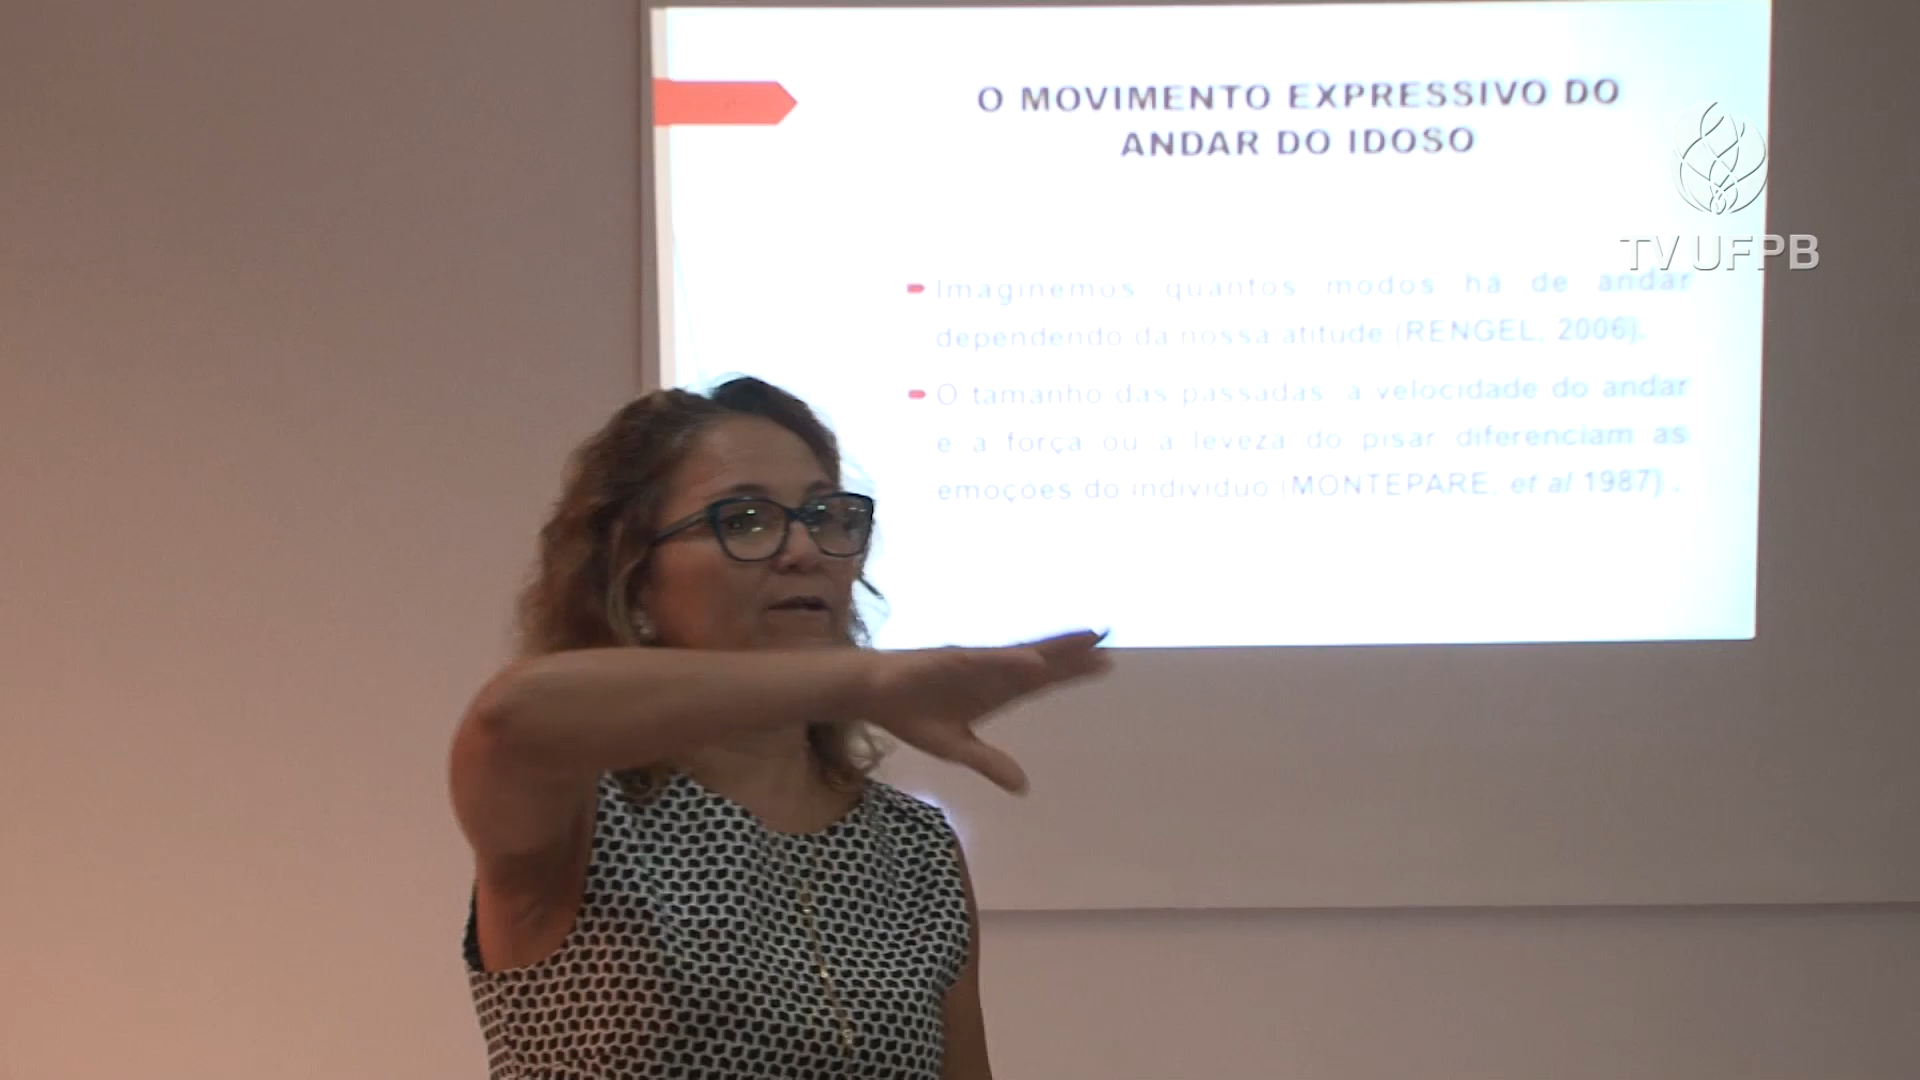 O MOVIMENTO EXPRESSIVO DO
ANDAR DO IDOSO
TV UFPB
Imaginemos quantos modos há de andar
dependendo da nossa atitude (RENGEL, 2006).
O tamanho das passadas a velocidade do andar
e a força ou a leveza do pisar diferenciam as
emoções do indivíduo (MONTEPARE, et al 1987) .